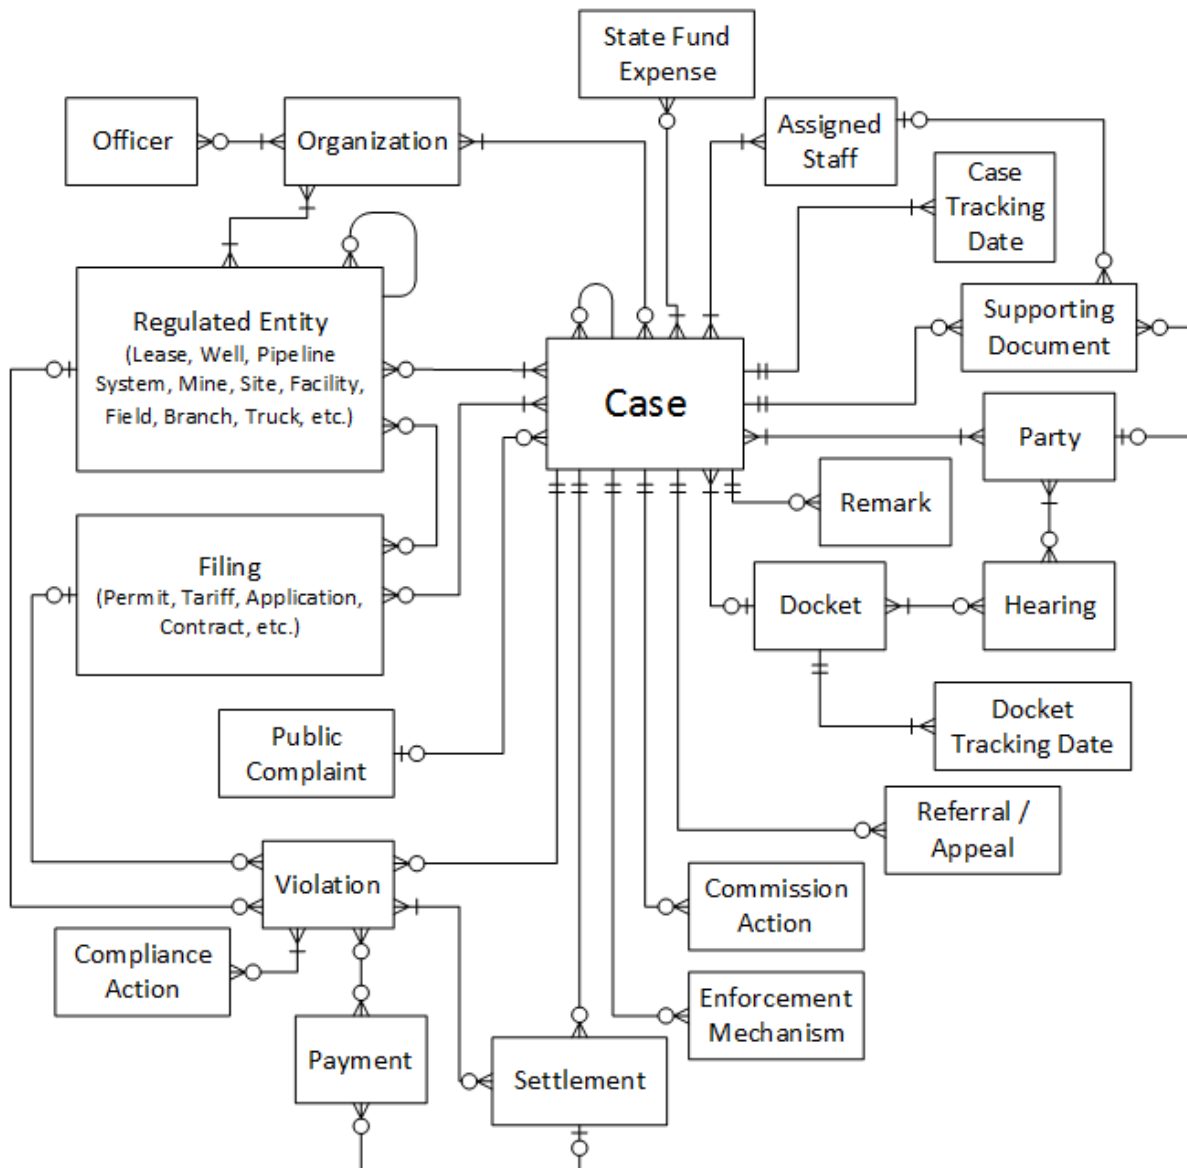 State Fund
Expense
Officer
Organization
Assigned
Staff
Case
Tracking
Date
Regulated Entity
(Lease, Well, Pipeline
System, Mine, Site, Facility,
Field, Branch, Truck, etc.)
Supporting
Document
Case
Party
Remark
Filing
(Permit, Tariff, Application,
Contract, etc.)
Docket
Hearing
Public
Complaint
Docket
Tracking Date
Referral /
Appeal
Violation
Commission
Action
Compliance
Action
Enforcement
Mechanism
Payment
Settlement